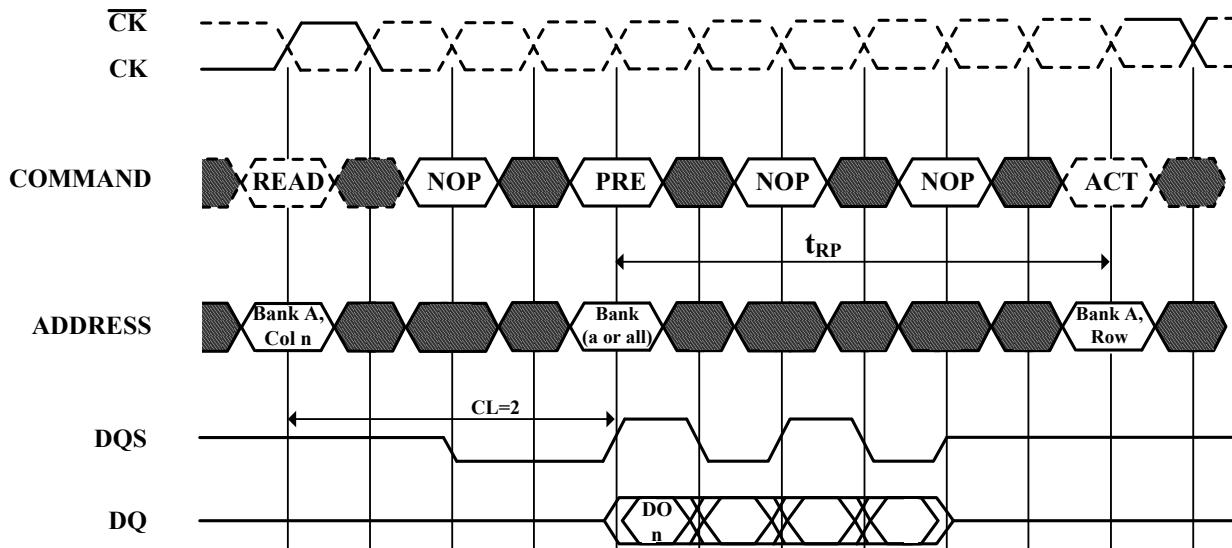 CK
CK
COMMAND
READ
NOP
PRE
NOP
NOP
ACT
tRP
ADDRESS
Bank A,
Col n
Bank
(a or all)
Bank A,
Row
CL=2
DQS
DQ
DO
n